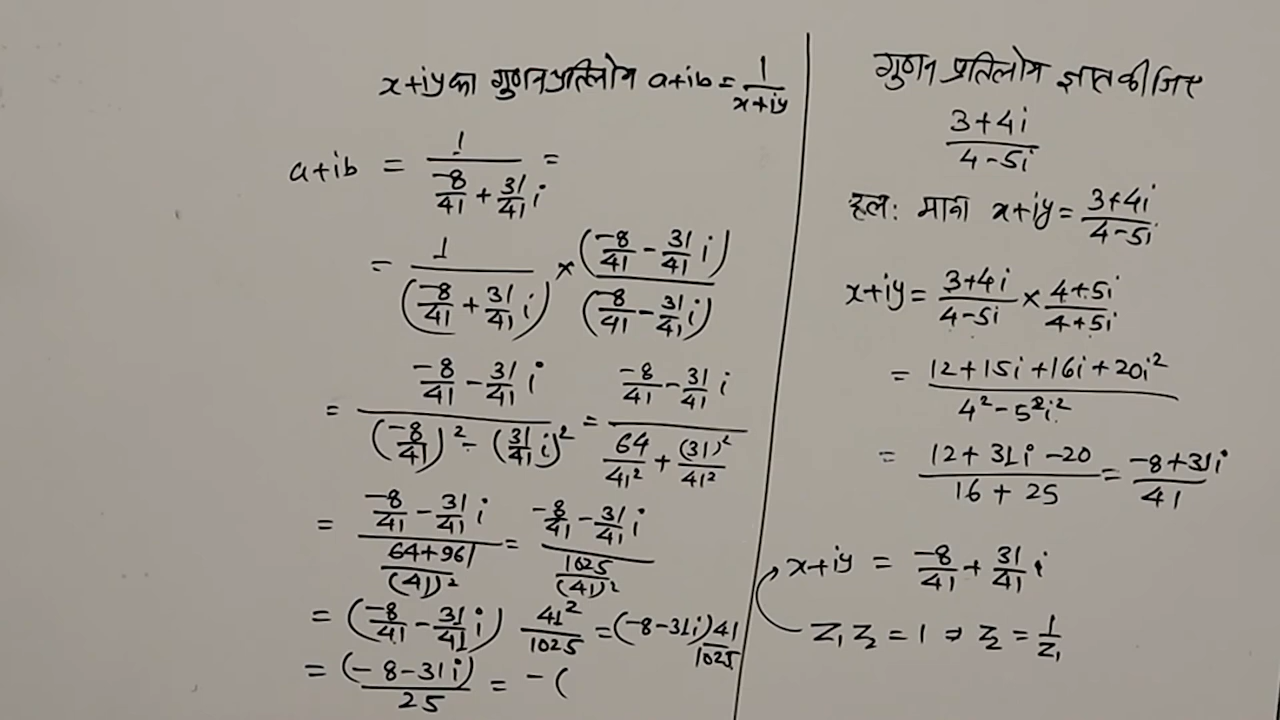 गुणन प्रतिलोम ज्ञात कीजिए
(3+4i)/(4-5i)
हल: माना x+iy = (3+4i)/(4-5i)
x+iy = (3+4i)/(4-5i) × (4+5i)/(4+5i)
= (12+15i+16i+20i²)/(4²-5²i²)
= (12+31i-20)/(16+25) = (-8+31i)/41
x+iy = -8/41 + 31/41 i
z₁z₂ = 1 ⇒ z₂ = 1/z₁
x+iy का गुणन प्रतिलोम a+ib = 1/(x+iy)
a+ib = 1/(-8/41 + 31/41 i) =
= 1/(-8/41 + 31/41 i) × (-8/41 - 31/41 i)/(-8/41 - 31/41 i)
= (-8/41 - 31/41 i)/((-8/41)² - (31/41 i)²) = (-8/41 - 31/41 i)/(64/41² + (31)²/41²)
= (-8/41 - 31/41 i)/((64+961)/(41)²) = (-8/41 - 31/41 i)/(1025/(41)²)
= (-8/41 - 31/41 i) 41²/1025 = (-8-31i) 41/1025
= (-8-31i)/25 = -(